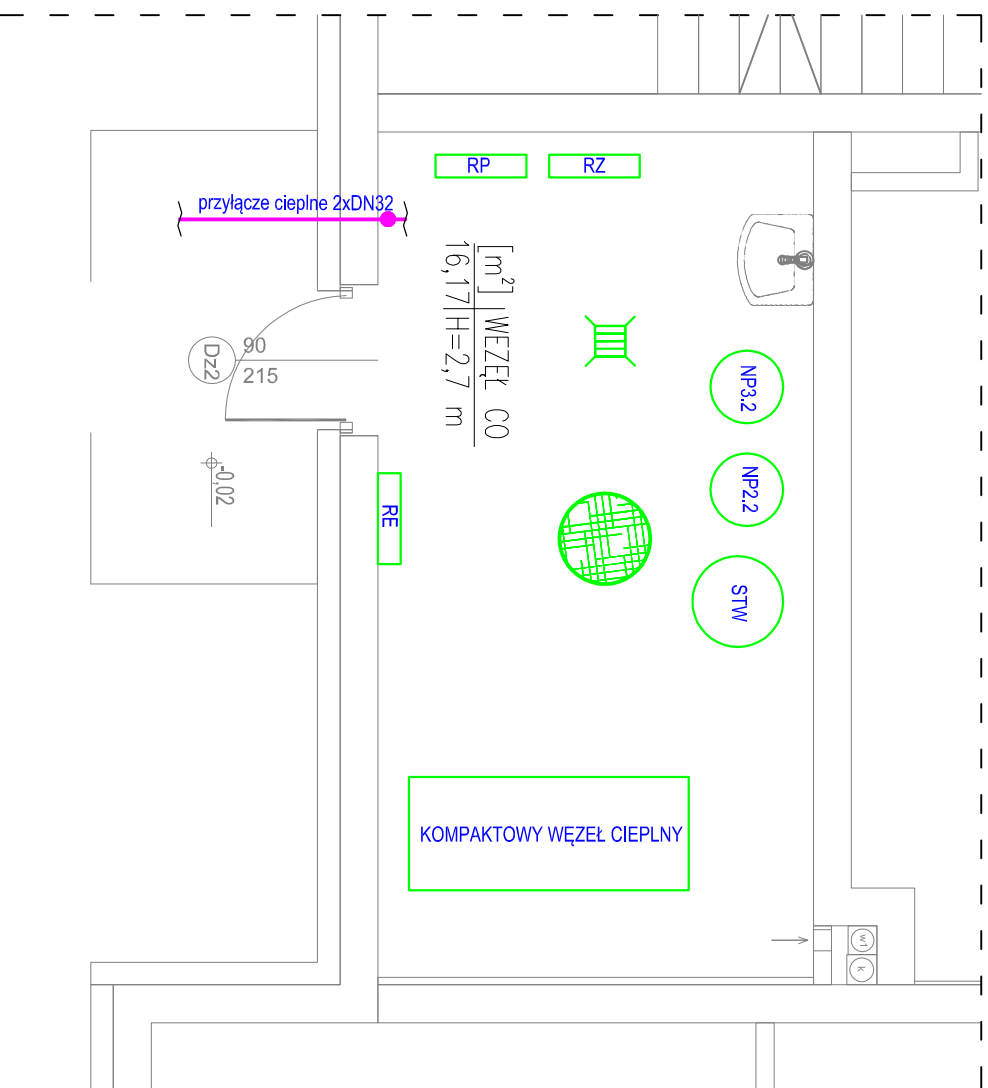 RP
RZ
przyłącze cieplne 2xDN32
[m²] WĘZEŁ CO
16,17 H=2,7 m
Dz2
90
215
NP3.2
NP2.2
-0,02
RE
STW
KOMPAKTOWY WĘZEŁ CIEPLNY
w1
k